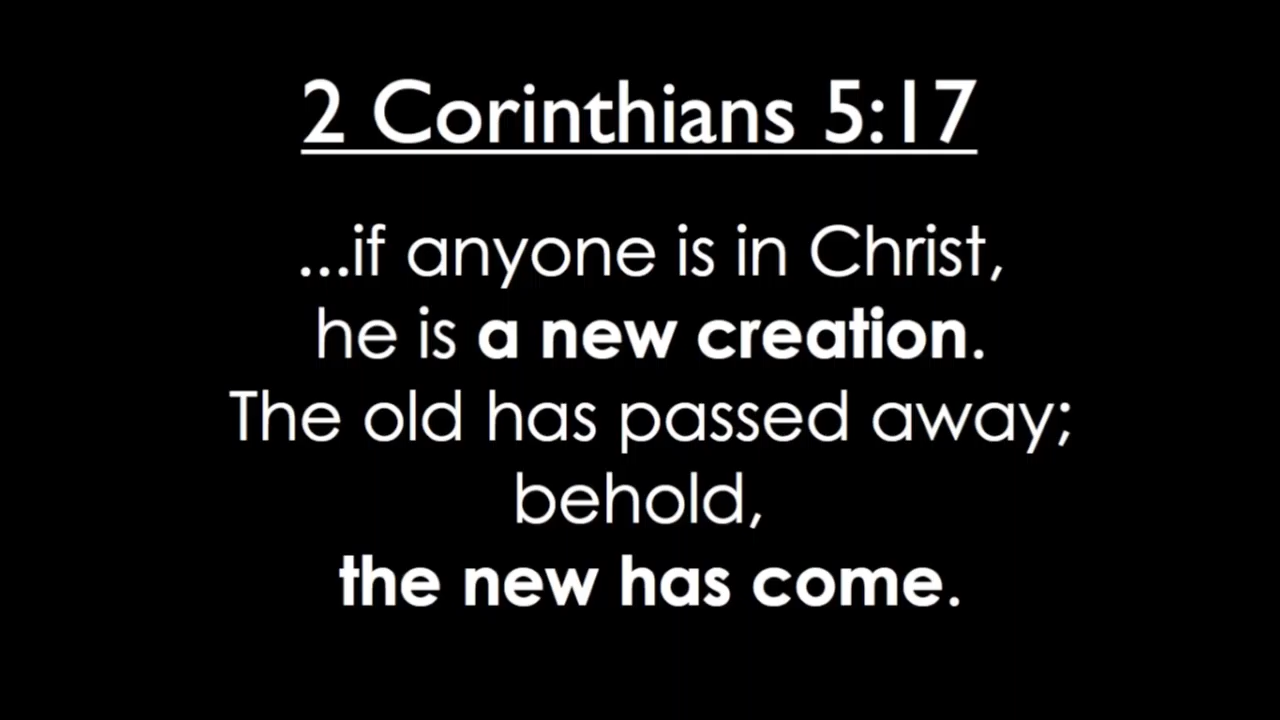 2 Corinthians 5:17
...if anyone is in Christ,
he is a new creation.
The old has passed away;
behold,
the new has come.